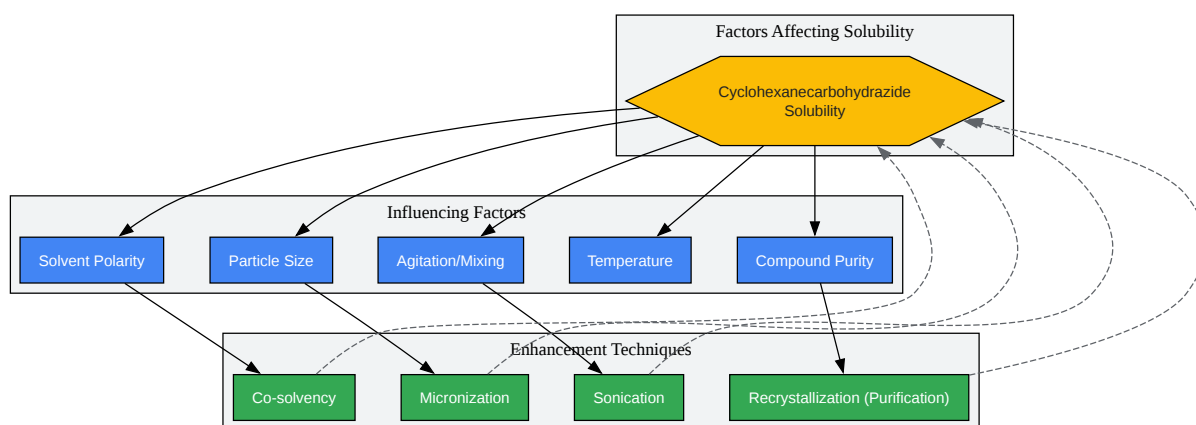 Factors Affecting Solubility
Cyclohexanecarbohydrazide
Solubility
Influencing Factors
Solvent Polarity
Particle Size
Agitation/Mixing
Temperature
Compound Purity
Enhancement Techniques
Co-solvency
Micronization
Sonication
Recrystallization (Purification)